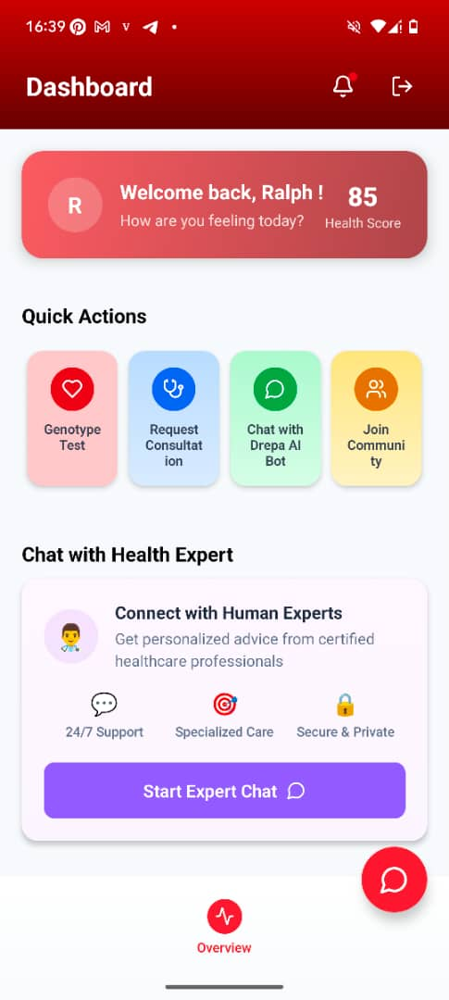 16:39
Dashboard
R
Welcome back, Ralph !
How are you feeling today?
85
Health Score
Quick Actions
Genotype
Test
Request
Consultat
ion
Chat with
Drepa AI
Bot
Join
Communi
ty
Chat with Health Expert
Connect with Human Experts
Get personalized advice from certified
healthcare professionals
24/7 Support
Specialized Care
Secure & Private
Start Expert Chat
Overview